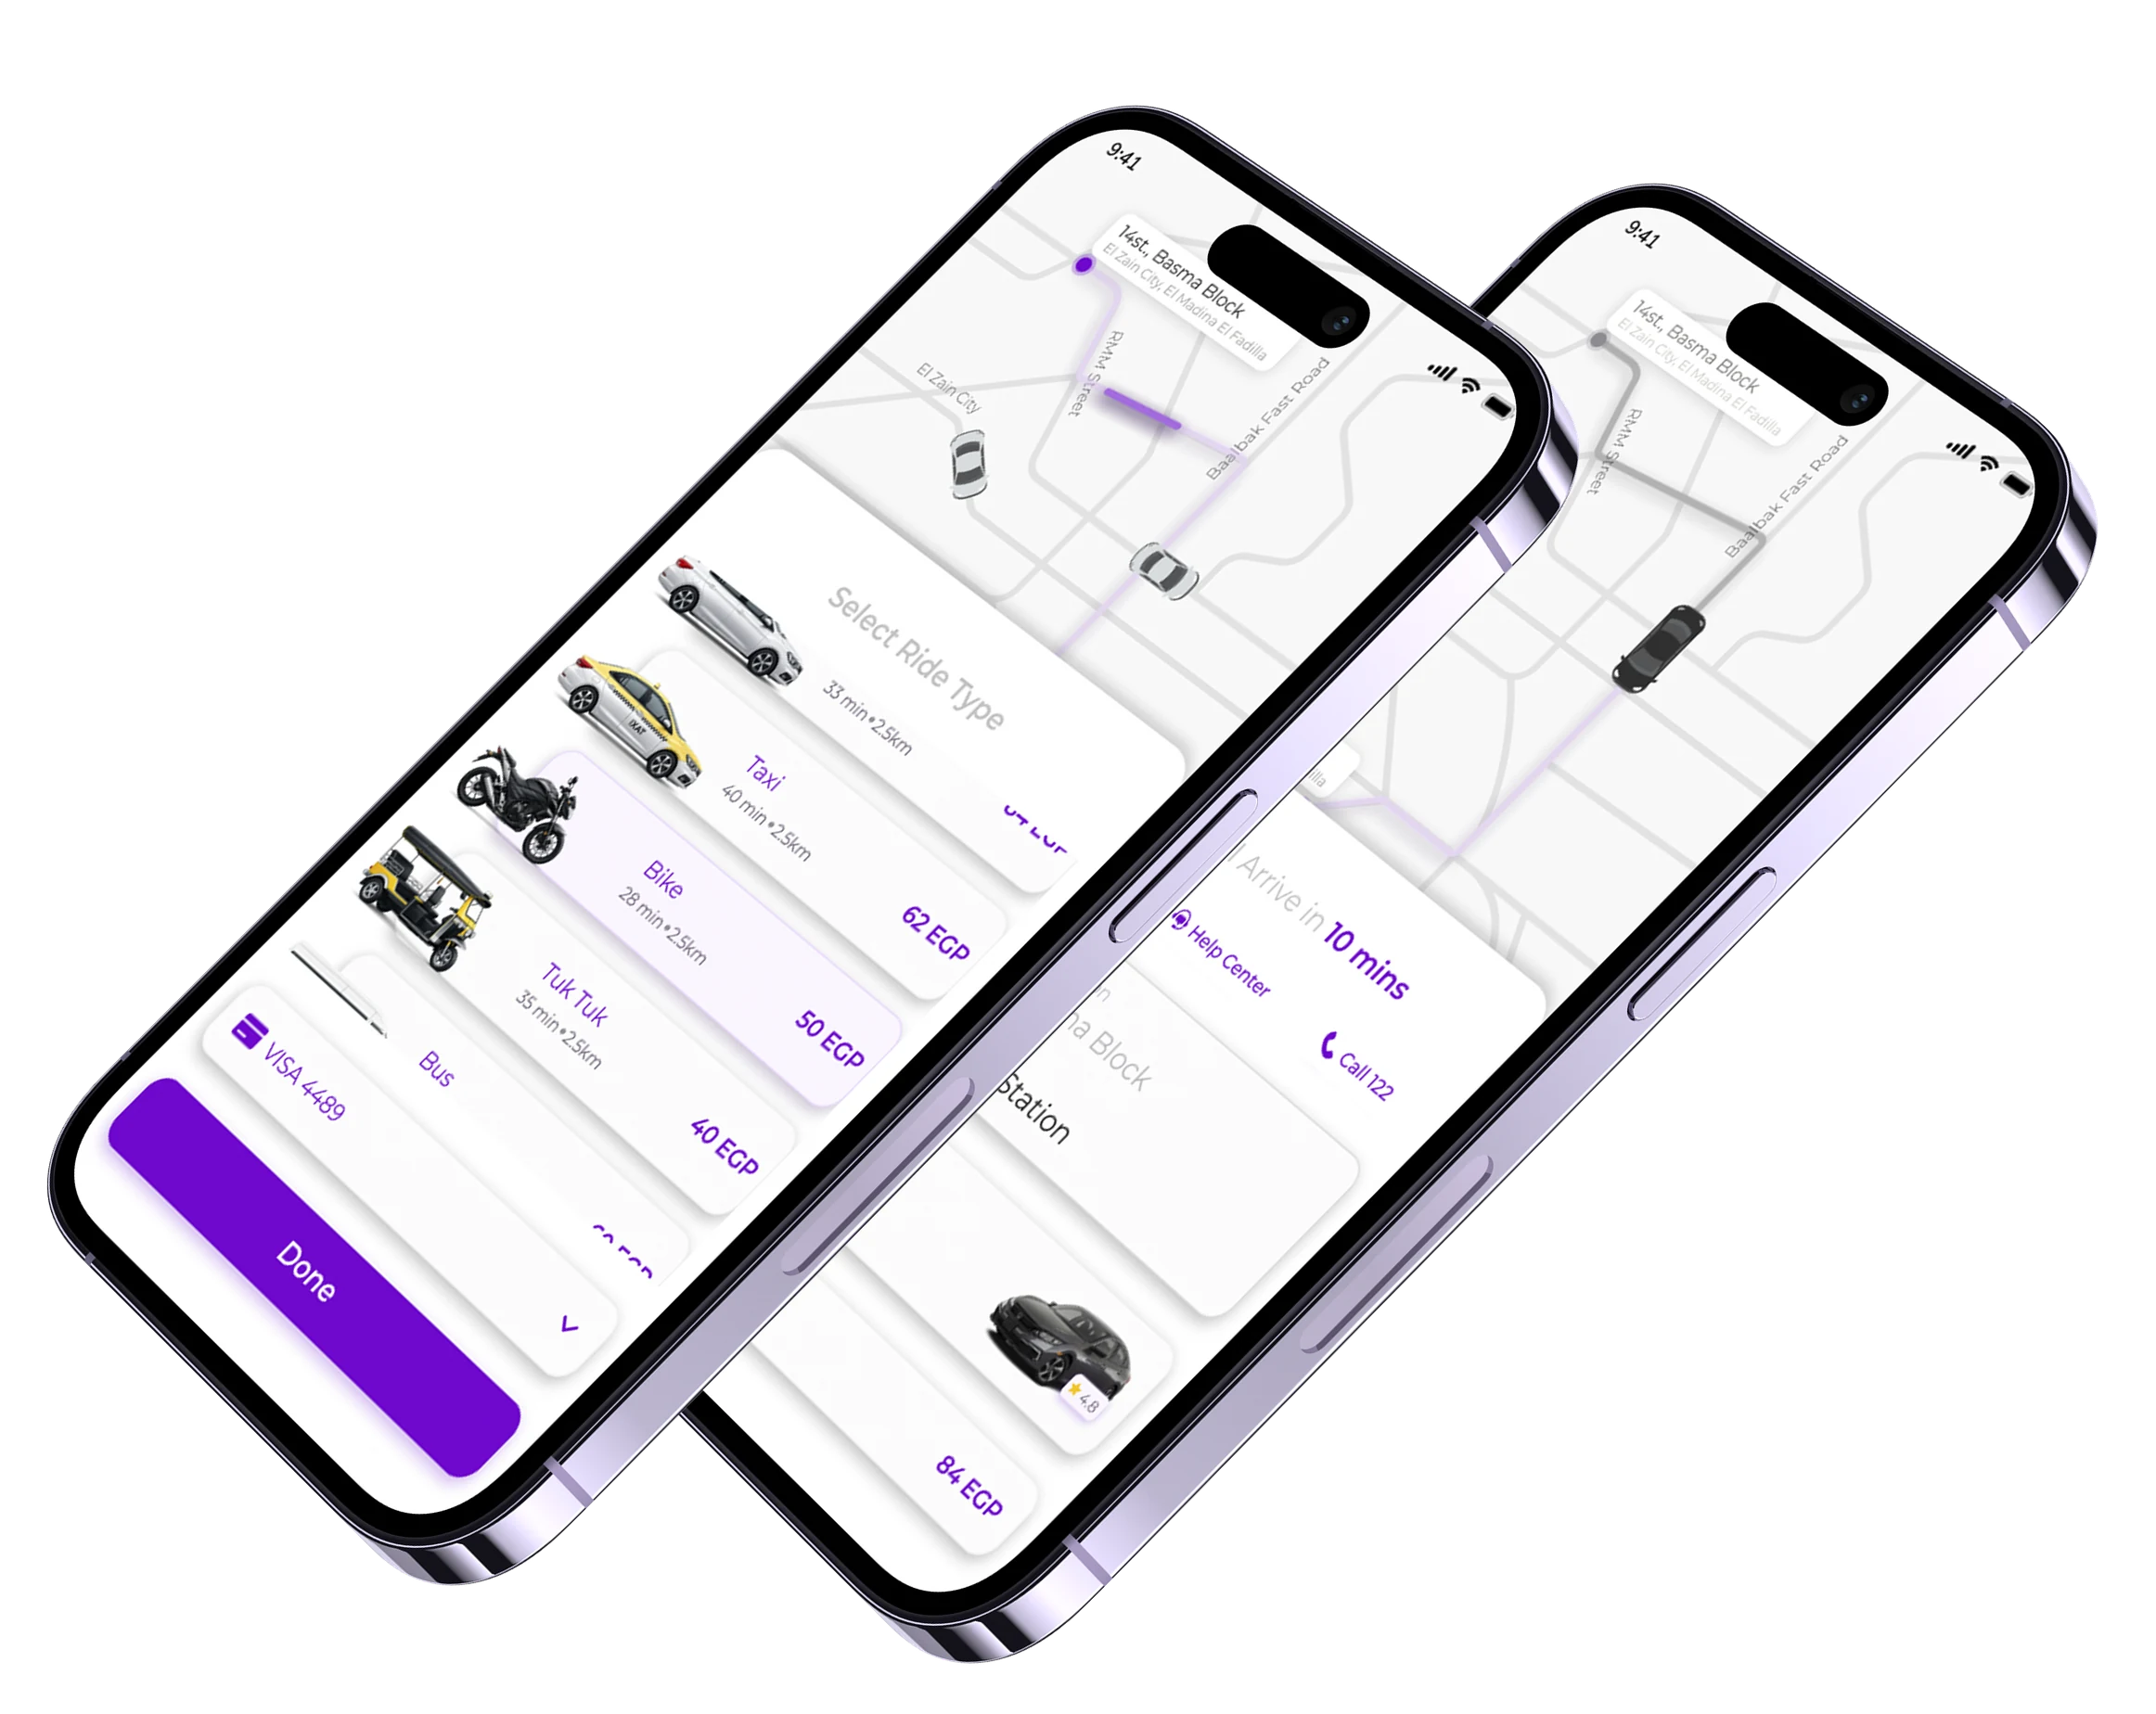 9:41
14st., Basma Block
El Zain City, El Madina El Fadilla
RMM Street
El Zain City
Baalbak Fast Road
Select Ride Type
33 min•2.5km
Taxi
40 min•2.5km
62 EGP
Bike
28 min•2.5km
50 EGP
Tuk Tuk
35 min•2.5km
40 EGP
Bus
VISA 4489
Done
9:41
14st., Basma Block
El Zain City, El Madina El Fadilla
RMM Street
Baalbak Fast Road
Arrive in 10 mins
Help Center
Call 122
Block
Station
4.8
84 EGP